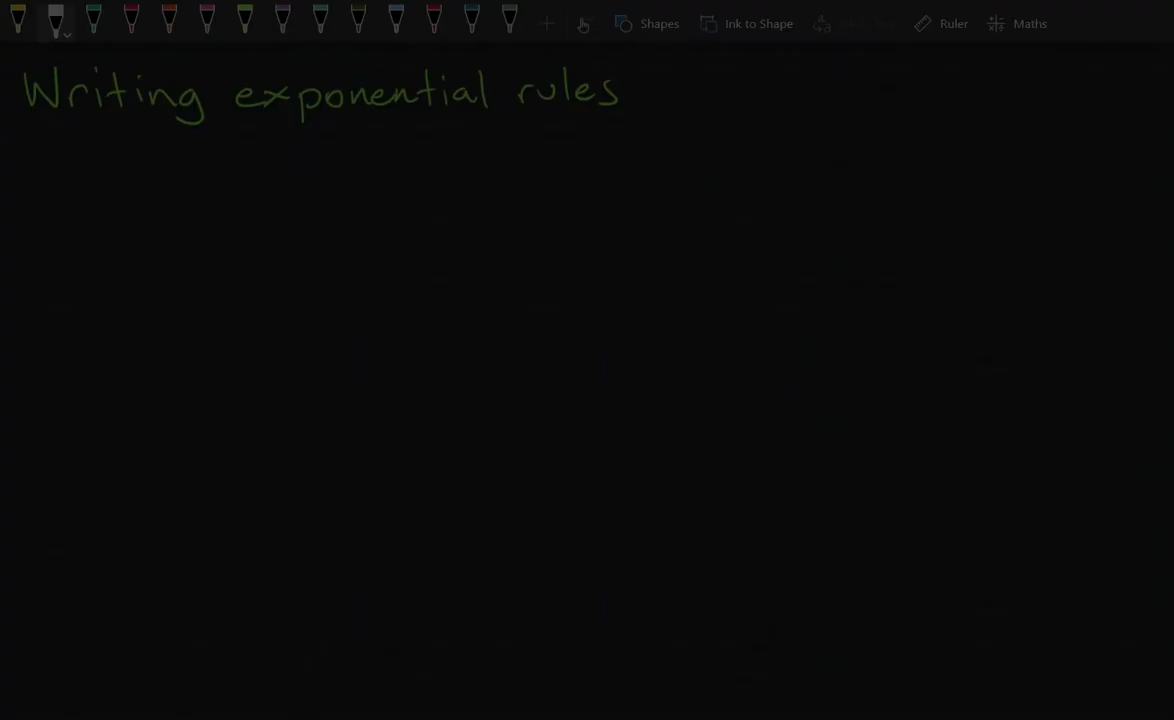 Shapes Ink to Shape Ruler Maths
Writing exponential rules